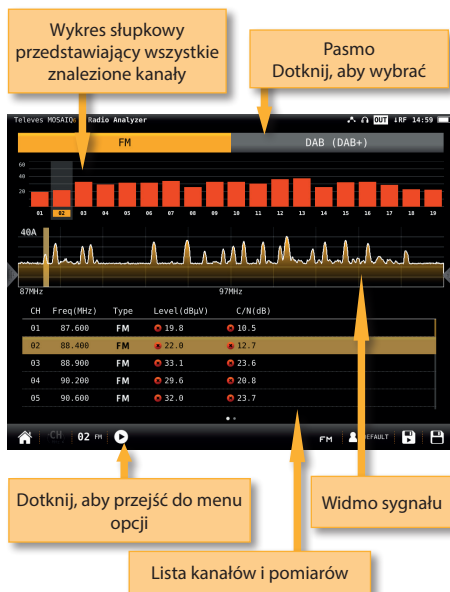 Wykres słupkowy
przedstawiający wszystkie
znalezione kanały
Pasmo
Dotknij, aby wybrać
Televes MOSAIQ6 Radio Analyzer
OUT ↓RF 14:59
FM
DAB (DAB+)
60
40
20
01 02 03 04 05 06 07 08 09 10 11 12 13 14 15 16 17 18 19
40A
87MHz 97MHz
CH Freq(MHz) Type Level(dBµV) C/N(dB)
01 87.600 FM 19.8 10.5
02 88.400 FM 22.0 12.7
03 88.900 FM 33.1 23.6
04 90.200 FM 29.6 20.8
05 90.600 FM 32.0 23.7
CH 02 FM FM DEFAULT
Dotknij, aby przejść do menu
opcji
Widmo sygnału
Lista kanałów i pomiarów